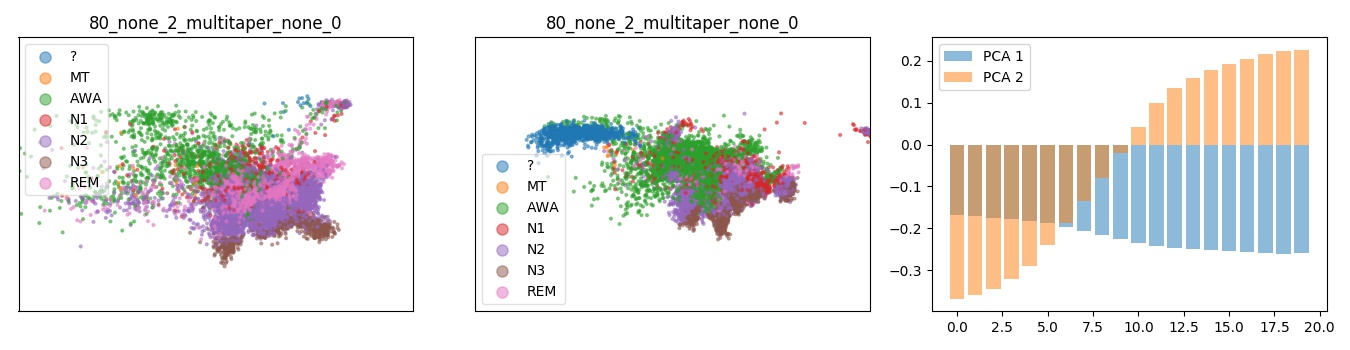 80_none_2_multitaper_none_0
?
MT
AWA
N1
N2
N3
REM
80_none_2_multitaper_none_0
?
MT
AWA
N1
N2
N3
REM
PCA 1
PCA 2
0.2
0.1
0.0
−0.1
−0.2
−0.3
0.0 2.5 5.0 7.5 10.0 12.5 15.0 17.5 20.0